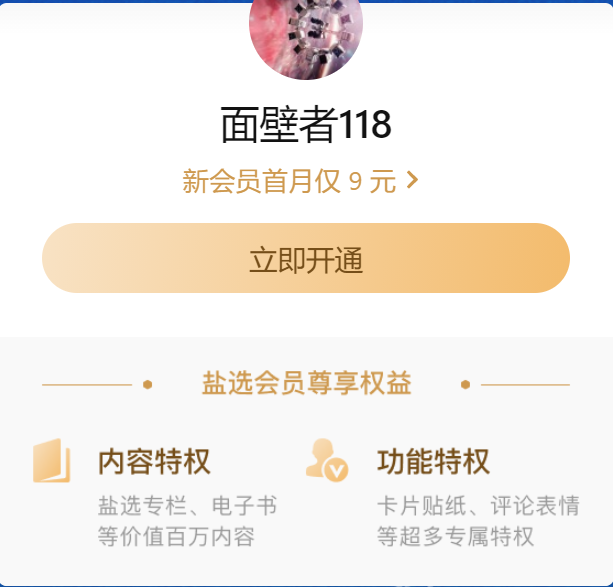 面壁者118
新会员首月仅 9 元 >
立即开通
盐选会员尊享权益
内容特权
盐选专栏、电子书
等价值百万内容
功能特权
卡片贴纸、评论表情
等超多专属特权